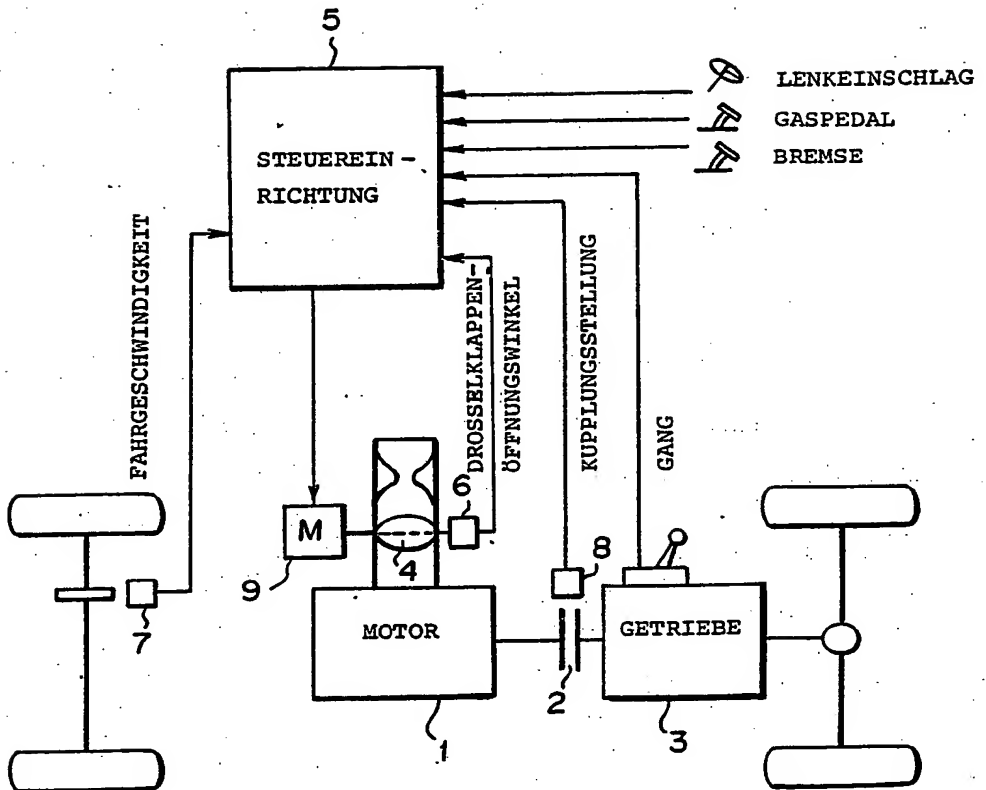 5
LENKEINSCHLAG
GASPEDAL
BREMSE
STEUEREIN-
RICHTUNG
FAHRGESCHWINDIGKEIT
DROSSELKLAPPEN-
ÖFFNUNGSWINKEL
KUPPLUNGSSTELLUNG
GANG
6
M
4
8
9
7
MOTOR
GETRIEBE
2
1
3